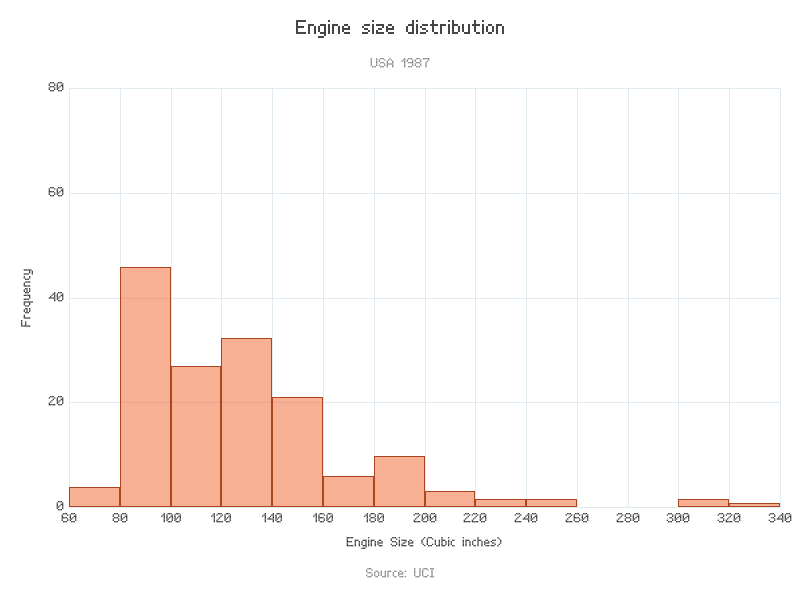 Engine size distribution
USA 1987
80
60
40
20
0
Frequency
60 80 100 120 140 160 180 200 220 240 260 280 300 320 340
Engine Size (Cubic inches)
Source: UCI